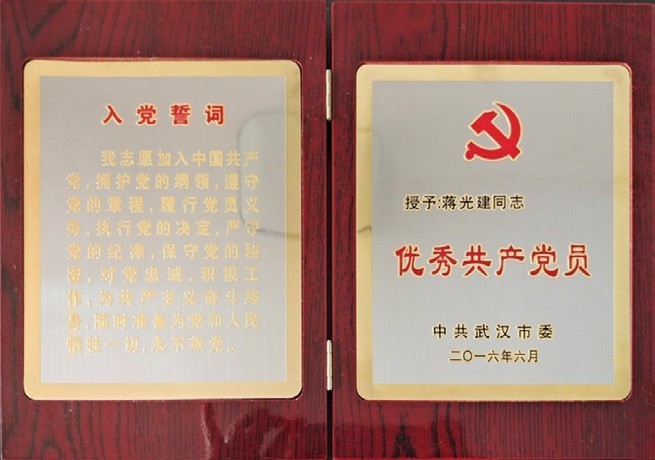 入党誓词
我志愿加入中国共产
党，拥护党的纲领，遵守
党的章程，履行党员义
务，执行党的决定，严守
党的纪律，保守党的秘
密，对党忠诚，积极工
作，为共产主义奋斗终
身，随时准备为党和人民
牺牲一切，永不叛党。
授予:蒋光建同志
优秀共产党员
中共武汉市委
二〇一六年六月